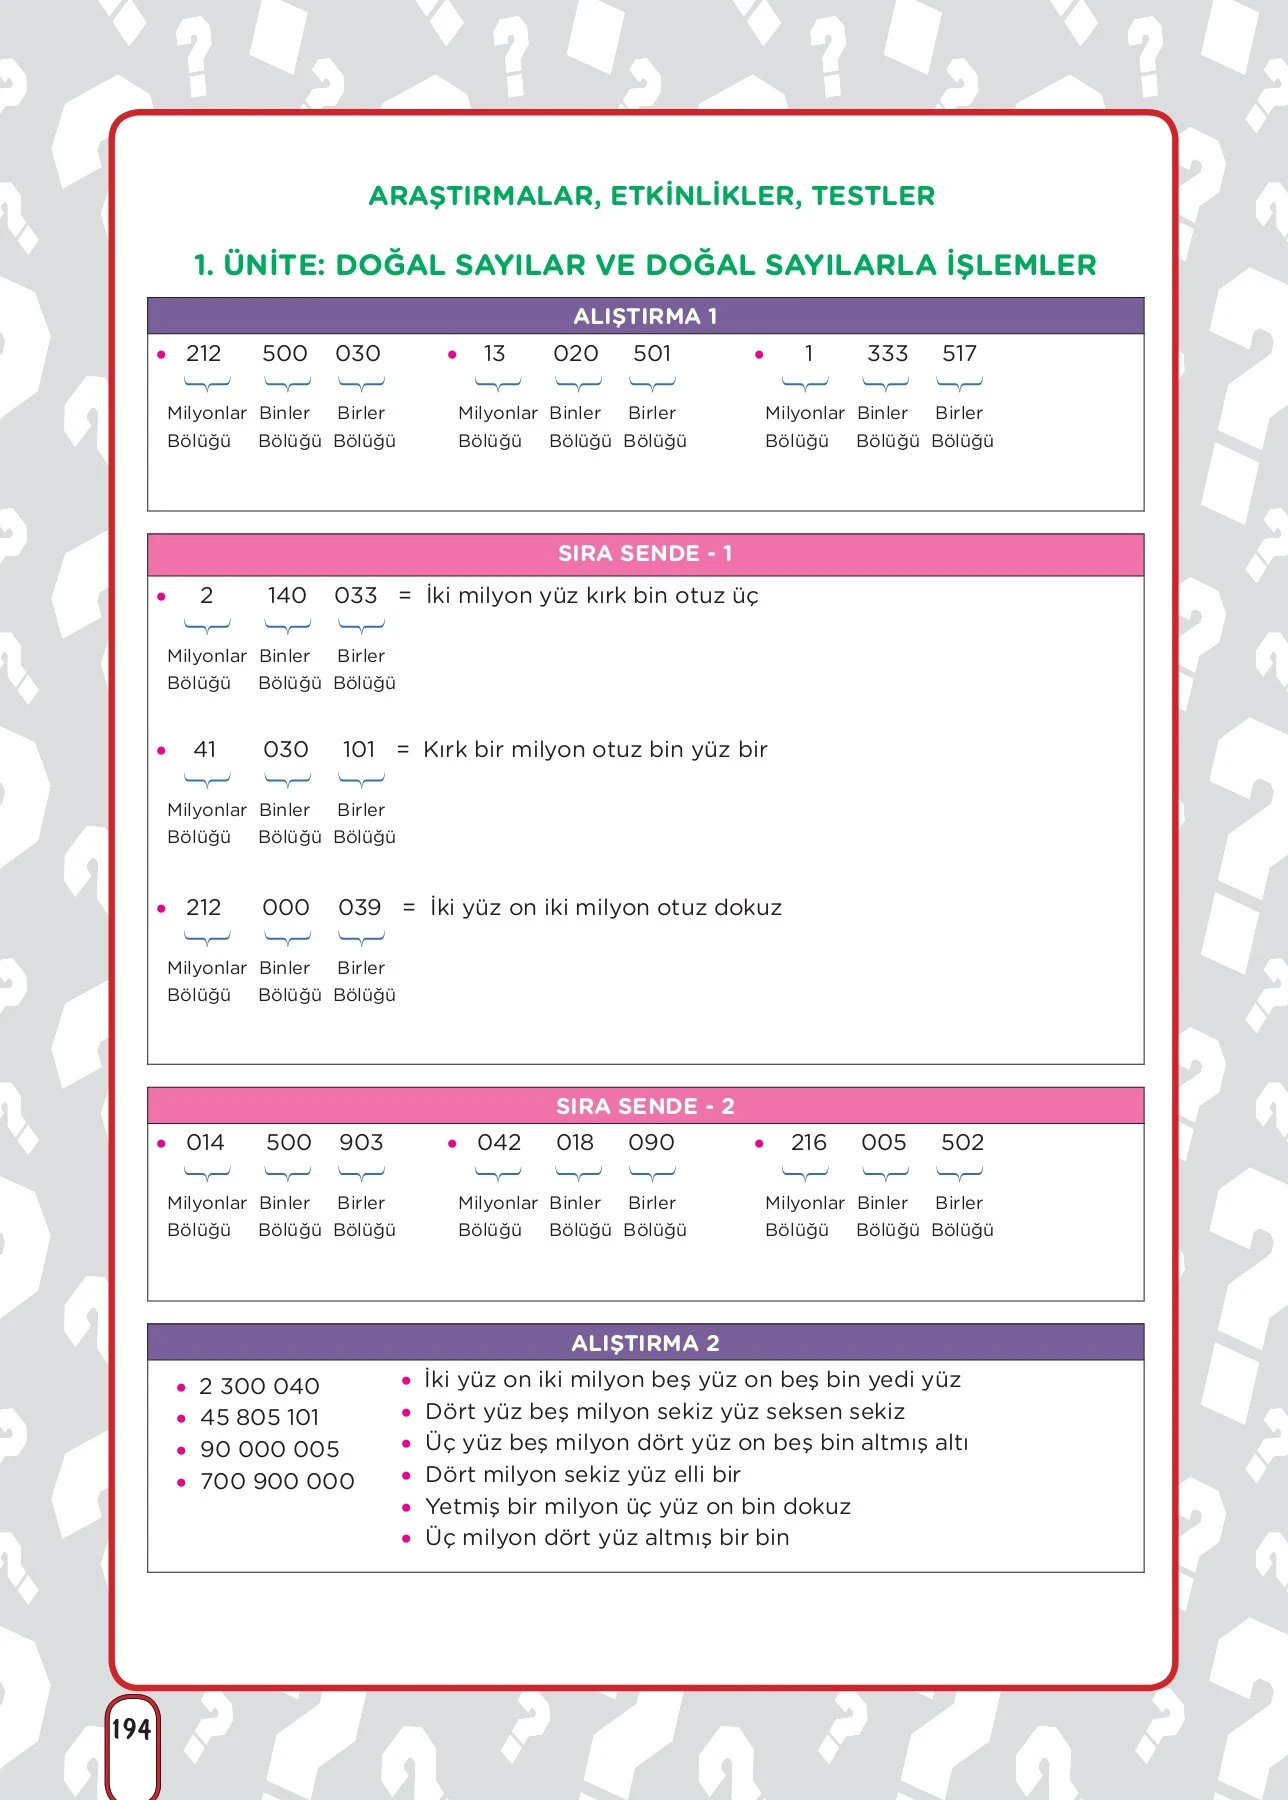 ARAŞTIRMALAR, ETKİNLİKLER, TESTLER
1. ÜNİTE: DOĞAL SAYILAR VE DOĞAL SAYILARLA İŞLEMLER
ALIŞTIRMA 1
• 212 500 030 • 13 020 501 • 1 333 517
Milyonlar Binler Birler Milyonlar Binler Birler Milyonlar Binler Birler
Bölüğü Bölüğü Bölüğü Bölüğü Bölüğü Bölüğü Bölüğü Bölüğü Bölüğü
SIRA SENDE - 1
• 2 140 033 = İki milyon yüz kırk bin otuz üç
Milyonlar Binler Birler
Bölüğü Bölüğü Bölüğü
• 41 030 101 = Kırk bir milyon otuz bin yüz bir
Milyonlar Binler Birler
Bölüğü Bölüğü Bölüğü
• 212 000 039 = İki yüz on iki milyon otuz dokuz
Milyonlar Binler Birler
Bölüğü Bölüğü Bölüğü
SIRA SENDE - 2
• 014 500 903 • 042 018 090 • 216 005 502
Milyonlar Binler Birler Milyonlar Binler Birler Milyonlar Binler Birler
Bölüğü Bölüğü Bölüğü Bölüğü Bölüğü Bölüğü Bölüğü Bölüğü Bölüğü
ALIŞTIRMA 2
• 2 300 040
• 45 805 101
• 90 000 005
• 700 900 000
• İki yüz on iki milyon beş yüz on beş bin yedi yüz
• Dört yüz beş milyon sekiz yüz seksen sekiz
• Üç yüz beş milyon dört yüz on beş bin altmış altı
• Dört milyon sekiz yüz elli bir
• Yetmiş bir milyon üç yüz on bin dokuz
• Üç milyon dört yüz altmış bir bin
194